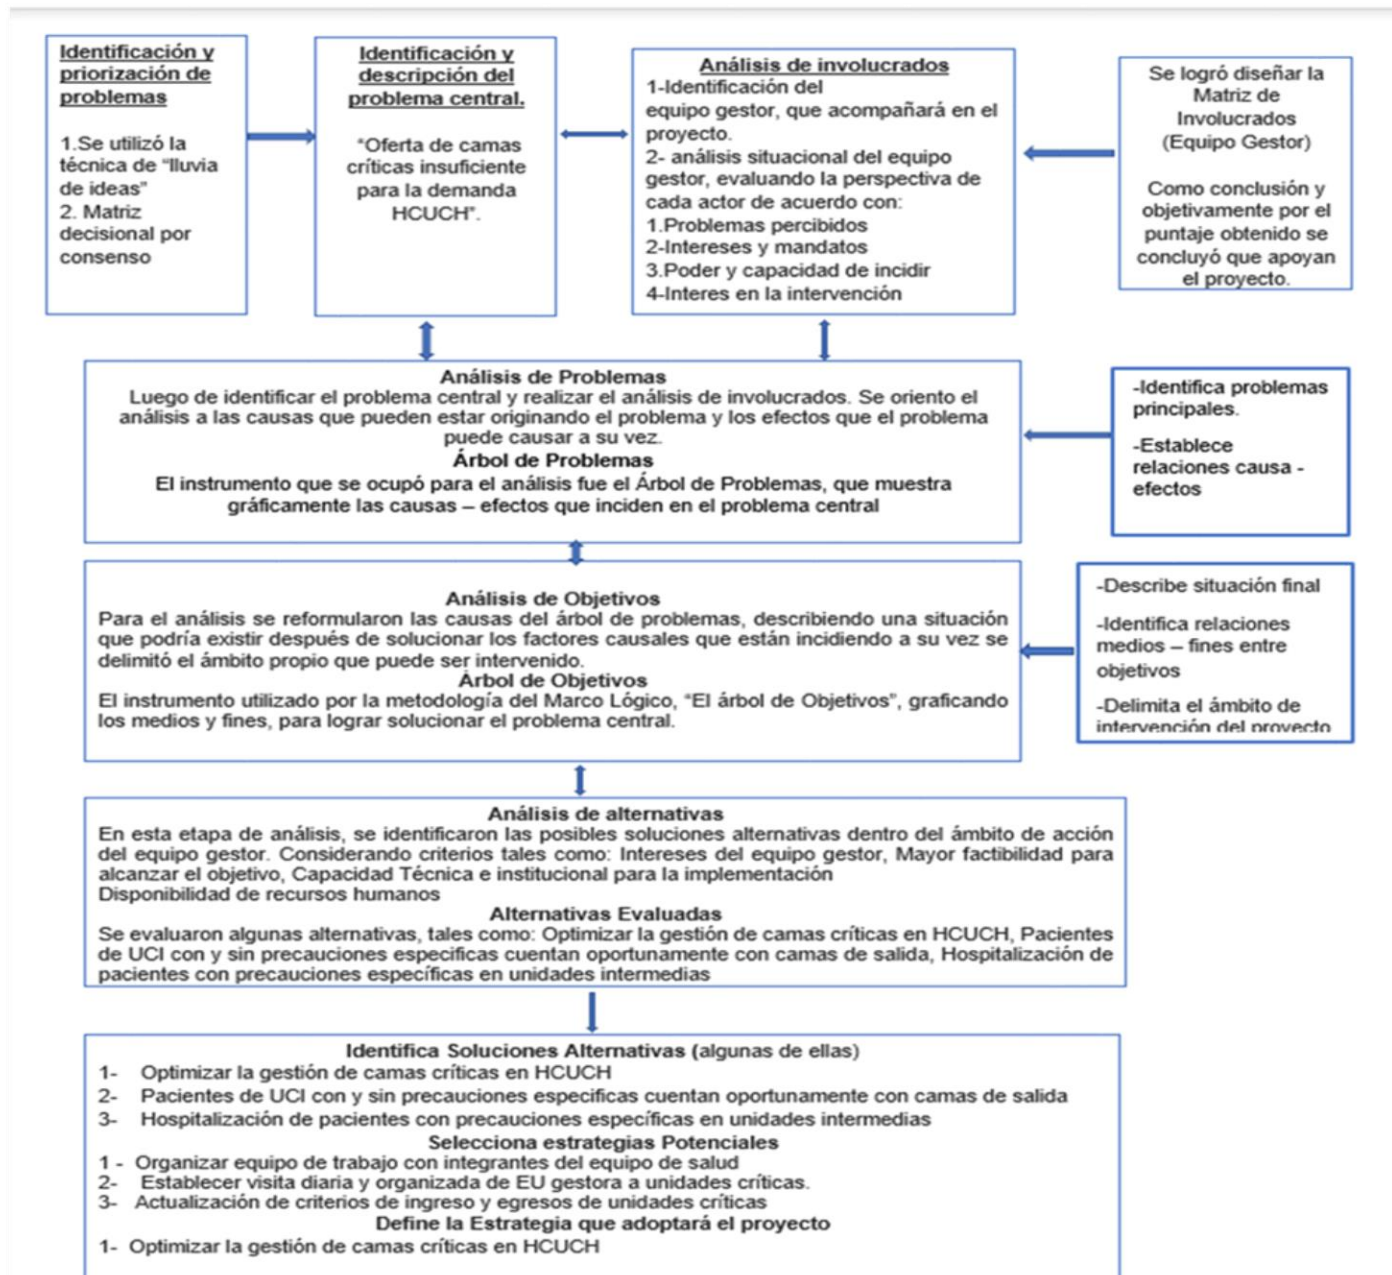 Identificación y
priorización de
problemas
1.Se utilizó la
técnica de “lluvia
de ideas”
2. Matriz
decisional por
consenso
Identificación y
descripción del
problema central.
“Oferta de camas
críticas insuficiente
para la demanda
HCUCH”.
Análisis de involucrados
1-Identificación del
equipo gestor, que acompañará en el
proyecto.
2- análisis situacional del equipo
gestor, evaluando la perspectiva de
cada actor de acuerdo con:
1.Problemas percibidos
2-Intereses y mandatos
3.Poder y capacidad de incidir
4-Interes en la intervención
Se logró diseñar la
Matriz de
Involucrados
(Equipo Gestor)
Como conclusión y
objetivamente por el
puntaje obtenido se
concluyó que apoyan
el proyecto.
Análisis de Problemas
Luego de identificar el problema central y realizar el análisis de involucrados. Se oriento el
análisis a las causas que pueden estar originando el problema y los efectos que el problema
puede causar a su vez.
Árbol de Problemas
El instrumento que se ocupó para el análisis fue el Árbol de Problemas, que muestra
gráficamente las causas – efectos que inciden en el problema central
-Identifica problemas
principales.
-Establece
relaciones causa -
efectos
Análisis de Objetivos
Para el análisis se reformularon las causas del árbol de problemas, describiendo una situación
que podría existir después de solucionar los factores causales que están incidiendo a su vez se
delimitó el ámbito propio que puede ser intervenido.
Árbol de Objetivos
El instrumento utilizado por la metodología del Marco Lógico, “El árbol de Objetivos”, graficando
los medios y fines, para lograr solucionar el problema central.
-Describe situación final
-Identifica relaciones
medios – fines entre
objetivos
-Delimita el ámbito de
intervención del proyecto
Análisis de alternativas
En esta etapa de análisis, se identificaron las posibles soluciones alternativas dentro del ámbito de acción
del equipo gestor. Considerando criterios tales como: Intereses del equipo gestor, Mayor factibilidad para
alcanzar el objetivo, Capacidad Técnica e institucional para la implementación
Disponibilidad de recursos humanos
Alternativas Evaluadas
Se evaluaron algunas alternativas, tales como: Optimizar la gestión de camas críticas en HCUCH, Pacientes
de UCI con y sin precauciones especificas cuentan oportunamente con camas de salida, Hospitalización de
pacientes con precauciones específicas en unidades intermedias
Identifica Soluciones Alternativas (algunas de ellas)
1- Optimizar la gestión de camas críticas en HCUCH
2- Pacientes de UCI con y sin precauciones especificas cuentan oportunamente con camas de salida
3- Hospitalización de pacientes con precauciones específicas en unidades intermedias
Selecciona estrategias Potenciales
1 - Organizar equipo de trabajo con integrantes del equipo de salud
2- Establecer visita diaria y organizada de EU gestora a unidades críticas.
3- Actualización de criterios de ingreso y egresos de unidades críticas
Define la Estrategia que adoptará el proyecto
1- Optimizar la gestión de camas críticas en HCUCH